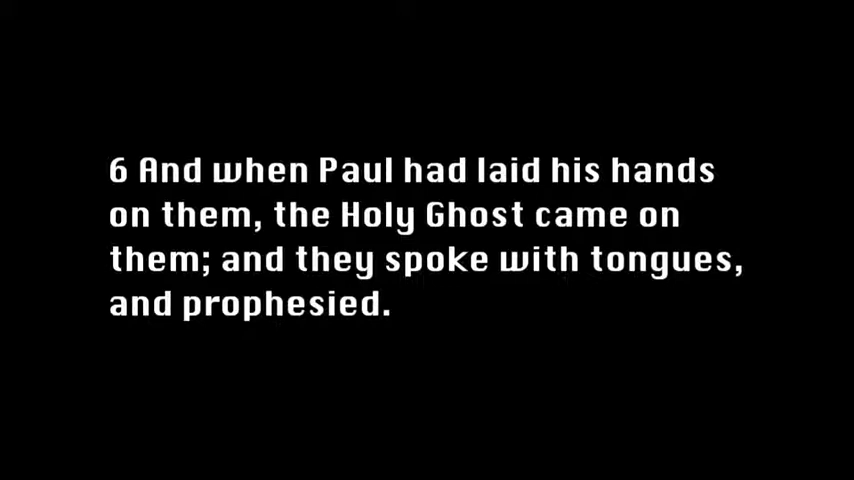 6 And when Paul had laid his hands
on them, the Holy Ghost came on
them; and they spoke with tongues,
and prophesied.